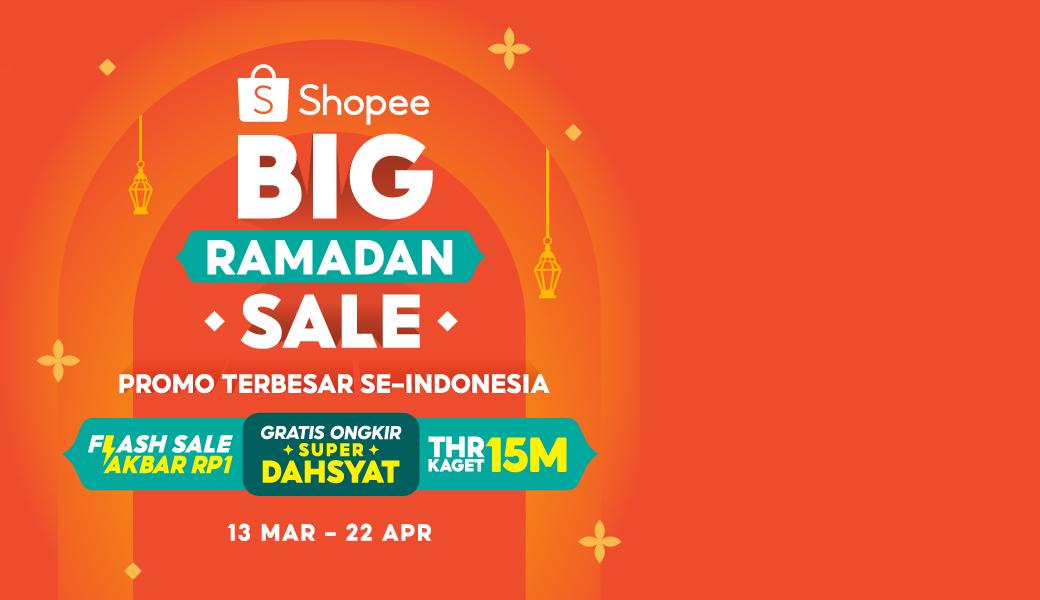 Shopee
BIG
RAMADAN
SALE
PROMO TERBESAR SE-INDONESIA
FLASH SALE
AKBAR RP1
GRATIS ONGKIR
SUPER
DAHSYAT
THR
KAGET
15M
13 MAR – 22 APR